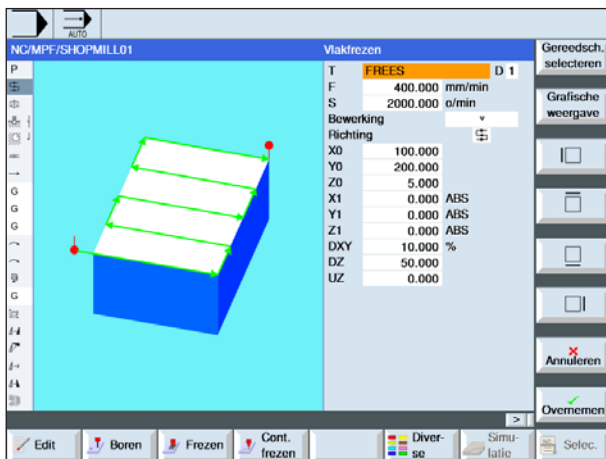 AUTO
NC/MPF/SHOPMILL01
Vlakfrezen
Gereedsch.
selecteren
P
T FREES D 1
F 400.000 mm/min
S 2000.000 o/min
Bewerking
Richting
X0 100.000
Y0 200.000
Z0 5.000
X1 0.000 ABS
Y1 0.000 ABS
Z1 0.000 ABS
DXY 10.000 %
DZ 50.000
UZ 0.000
Grafische
weergave
G
G
G
G
Annuleren
Overnemen
>
Edit
Boren
Frezen
Cont.
frezen
Diver-
se
Simu-
latie
Selec.